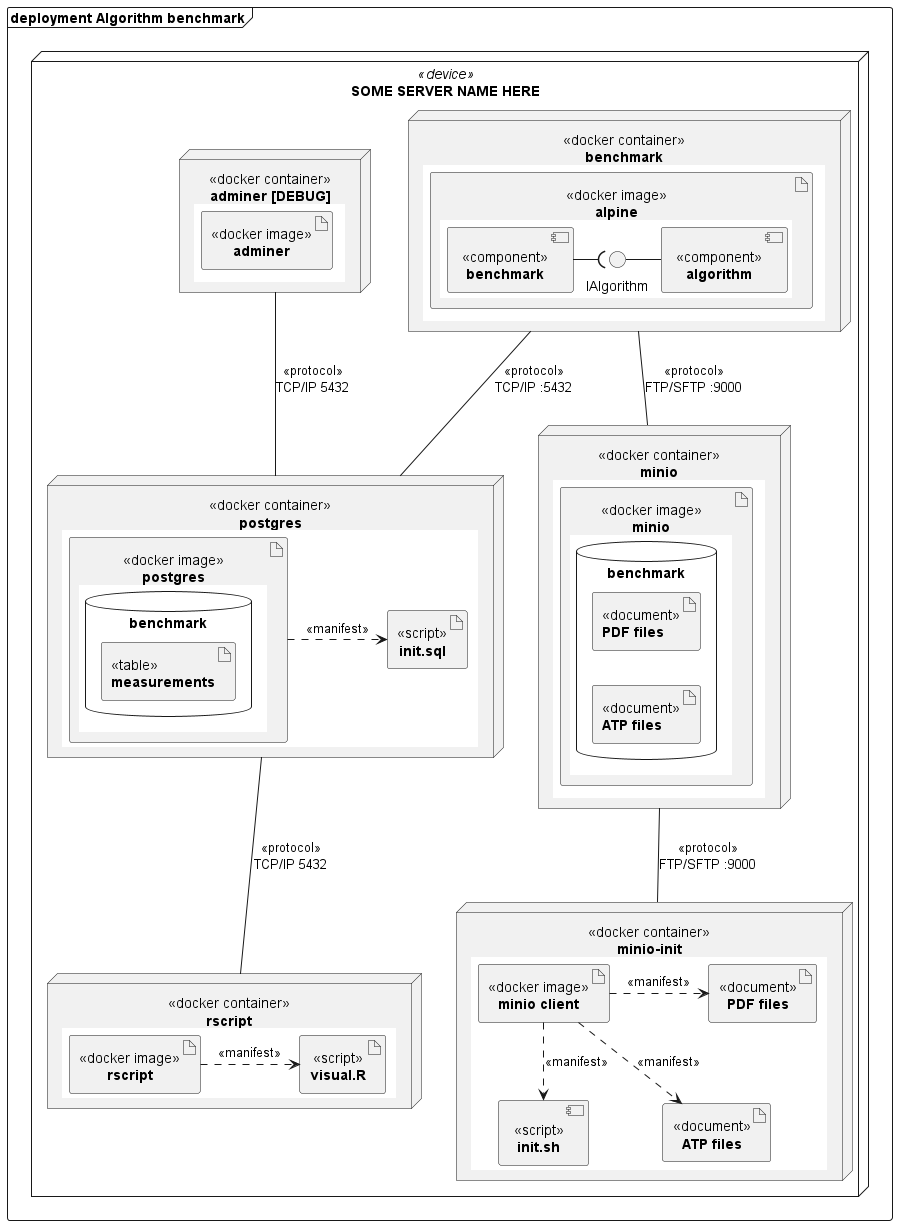 deployment Algorithm benchmark
«device»
SOME SERVER NAME HERE
«docker container»
adminer [DEBUG]
«docker image»
adminer
«docker container»
benchmark
«docker image»
alpine
«component»
benchmark
IAlgorithm
«component»
algorithm
«protocol»
TCP/IP 5432
«protocol»
TCP/IP :5432
«protocol»
FTP/SFTP :9000
«docker container»
postgres
«docker image»
postgres
benchmark
«table»
measurements
«manifest»
«script»
init.sql
«docker container»
minio
«docker image»
minio
benchmark
«document»
PDF files
«document»
ATP files
«protocol»
TCP/IP 5432
«protocol»
FTP/SFTP :9000
«docker container»
rscript
«docker image»
rscript
«manifest»
«script»
visual.R
«docker container»
minio-init
«docker image»
minio client
«manifest»
«document»
PDF files
«manifest»
«manifest»
«script»
init.sh
«document»
ATP files